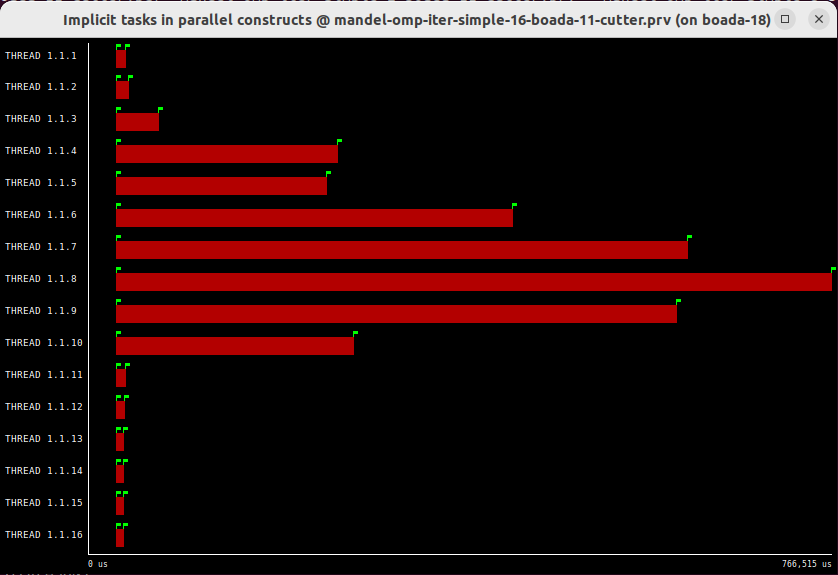 Implicit tasks in parallel constructs @ mandel-omp-iter-simple-16-boada-11-cutter.prv (on boada-18)
THREAD 1.1.1
THREAD 1.1.2
THREAD 1.1.3
THREAD 1.1.4
THREAD 1.1.5
THREAD 1.1.6
THREAD 1.1.7
THREAD 1.1.8
THREAD 1.1.9
THREAD 1.1.10
THREAD 1.1.11
THREAD 1.1.12
THREAD 1.1.13
THREAD 1.1.14
THREAD 1.1.15
THREAD 1.1.16
0 us 766,515 us